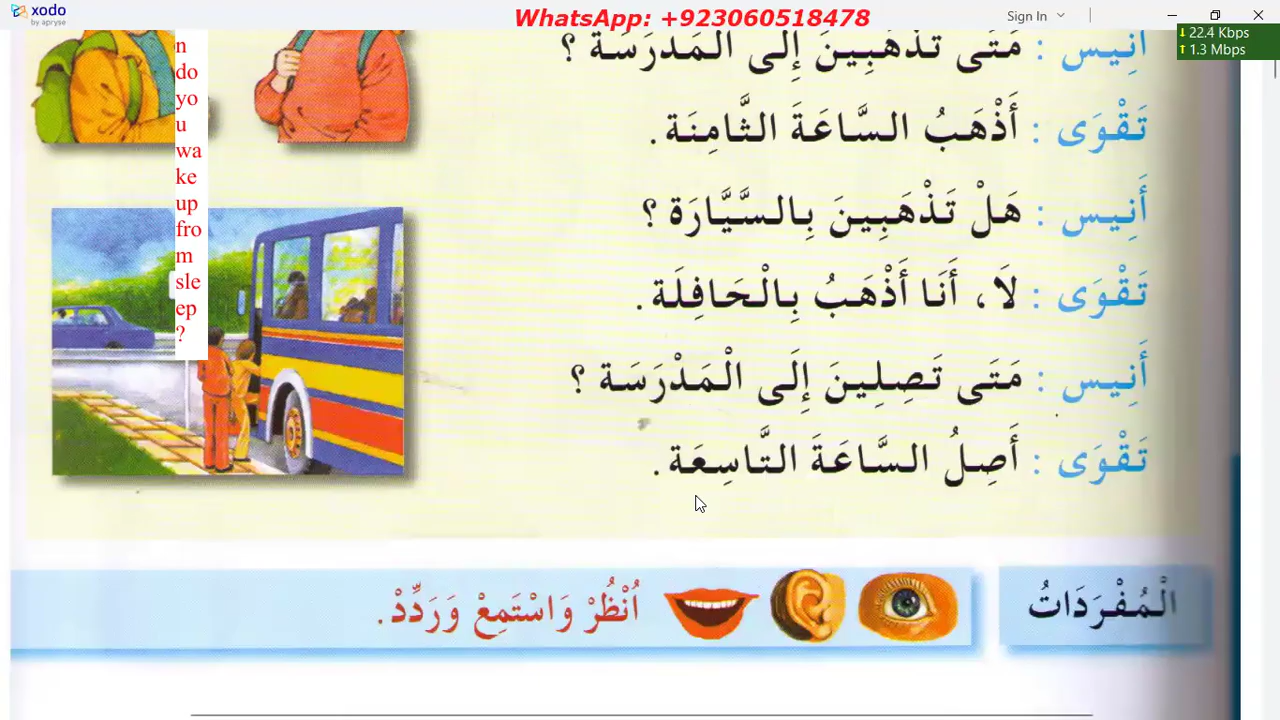 xodo
by apryse
WhatsApp: +923060518478
Sign In
22.4 Kbps
1.3 Mbps
n
do
yo
u
wa
ke
up
fro
m
sle
ep
?
أَنِيس : مَتَى تَذْهَبِينَ إِلَى الْمَدْرَسَة ؟
تَقْوَى : أَذْهَبُ السَّاعَةَ الثَّامِنَة .
أَنِيس : هَلْ تَذْهَبِينَ بِالسَّيَّارَة ؟
تَقْوَى : لَا، أَنَا أَذْهَبُ بِالْحَافِلَة .
أَنِيس : مَتَى تَصِلِينَ إِلَى الْمَدْرَسَة ؟
تَقْوَى : أَصِلُ السَّاعَةَ التَّاسِعَة .
الْمُفْرَدَاتُ
اُنْظُرْ وَاسْتَمِعْ وَرَدِّدْ.